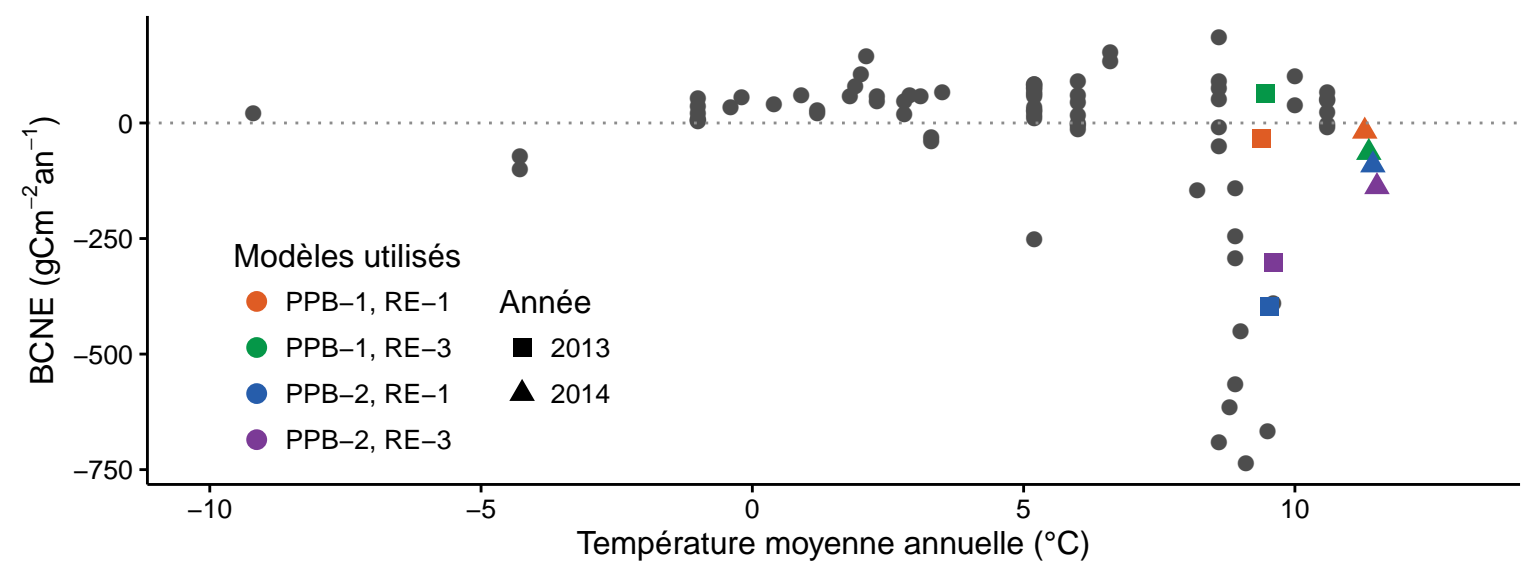 BCNE (gCm−2an−1)
0
−250
−500
−750
Modèles utilisés
PPB−1, RE−1
PPB−1, RE−3
PPB−2, RE−1
PPB−2, RE−3
Année
2013
2014
−10 −5 0 5 10
Température moyenne annuelle (°C)